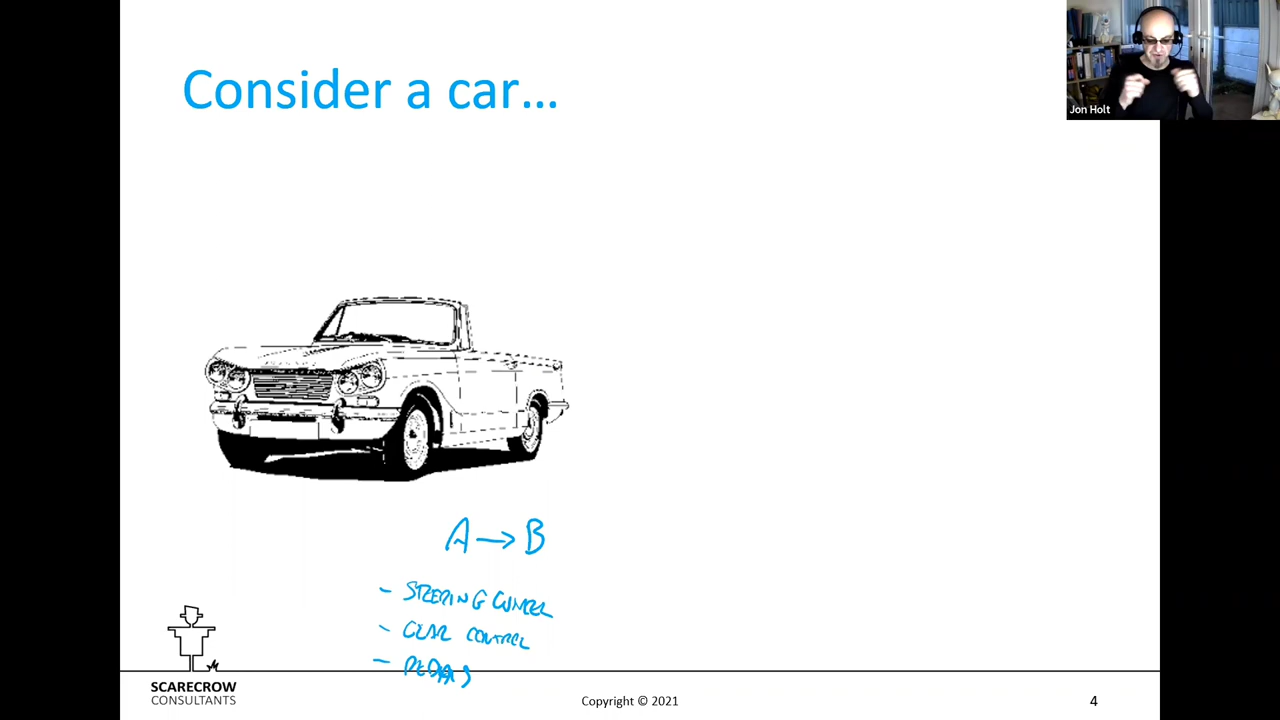 Consider a car...
Jon Holt
A → B
- STEERING WHEEL
- GEAR CONTROL
- PEDALS
SCARECROW
CONSULTANTS
Copyright © 2021
4